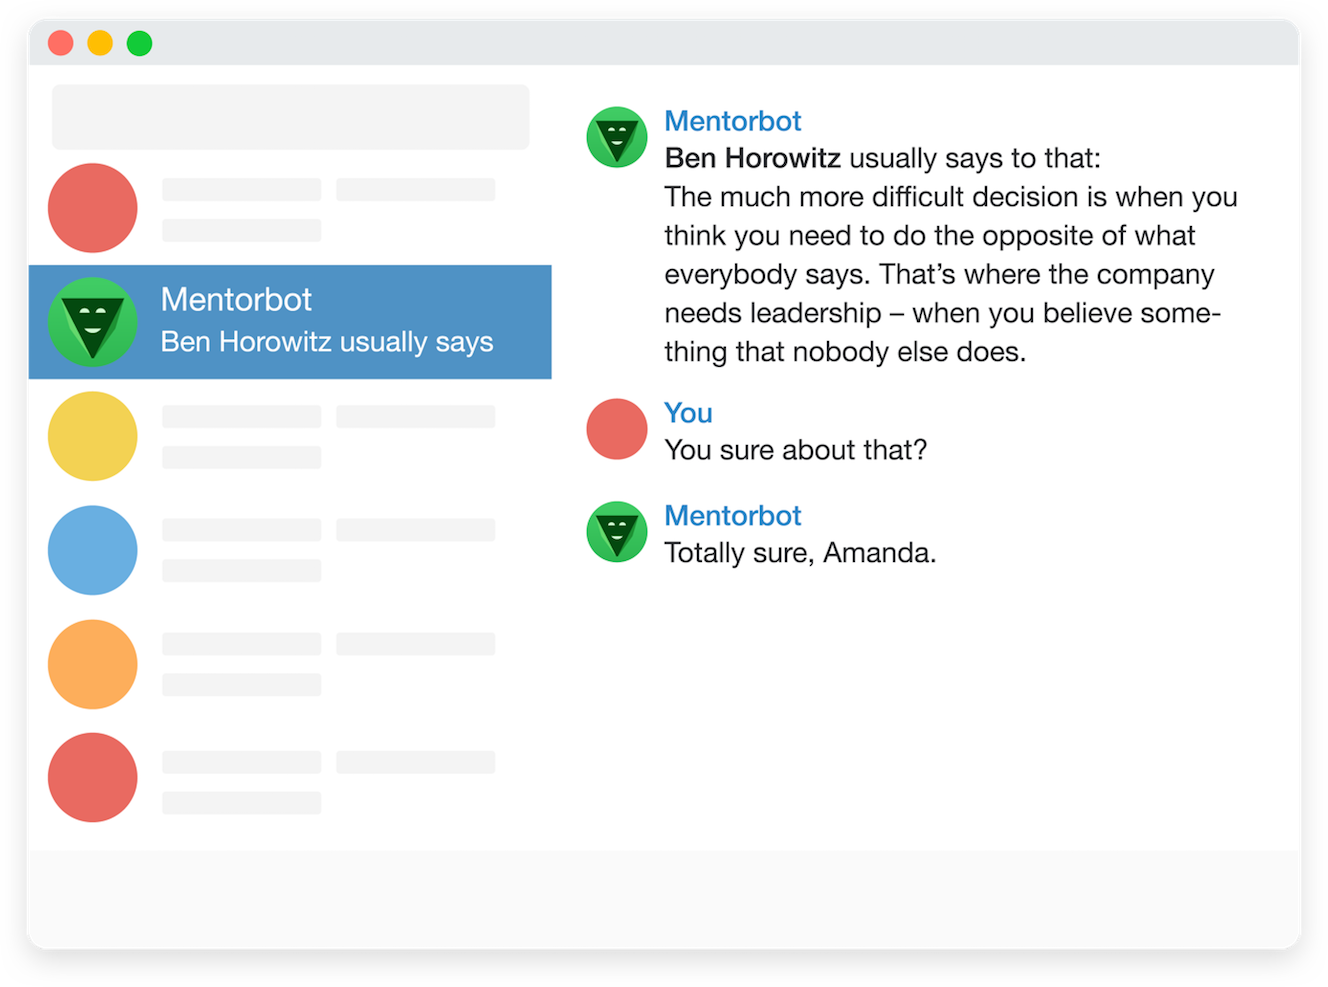 Mentorbot
Ben Horowitz usually says
Mentorbot
Ben Horowitz usually says to that:
The much more difficult decision is when you
think you need to do the opposite of what
everybody says. That’s where the company
needs leadership – when you believe some-
thing that nobody else does.
You
You sure about that?
Mentorbot
Totally sure, Amanda.